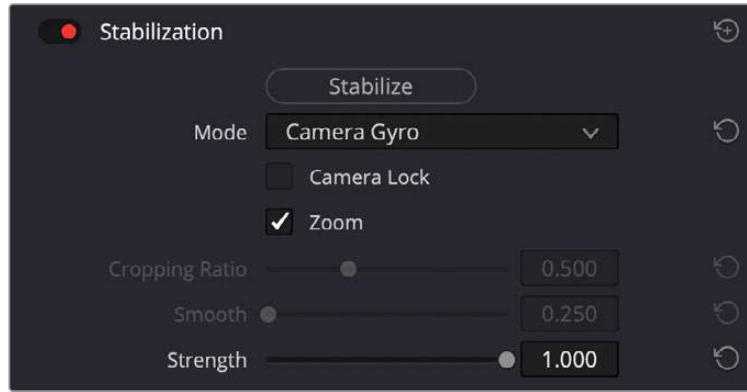 Stabilization
Stabilize
Mode Camera Gyro
Camera Lock
Zoom
Cropping Ratio 0.500
Smooth 0.250
Strength 1.000